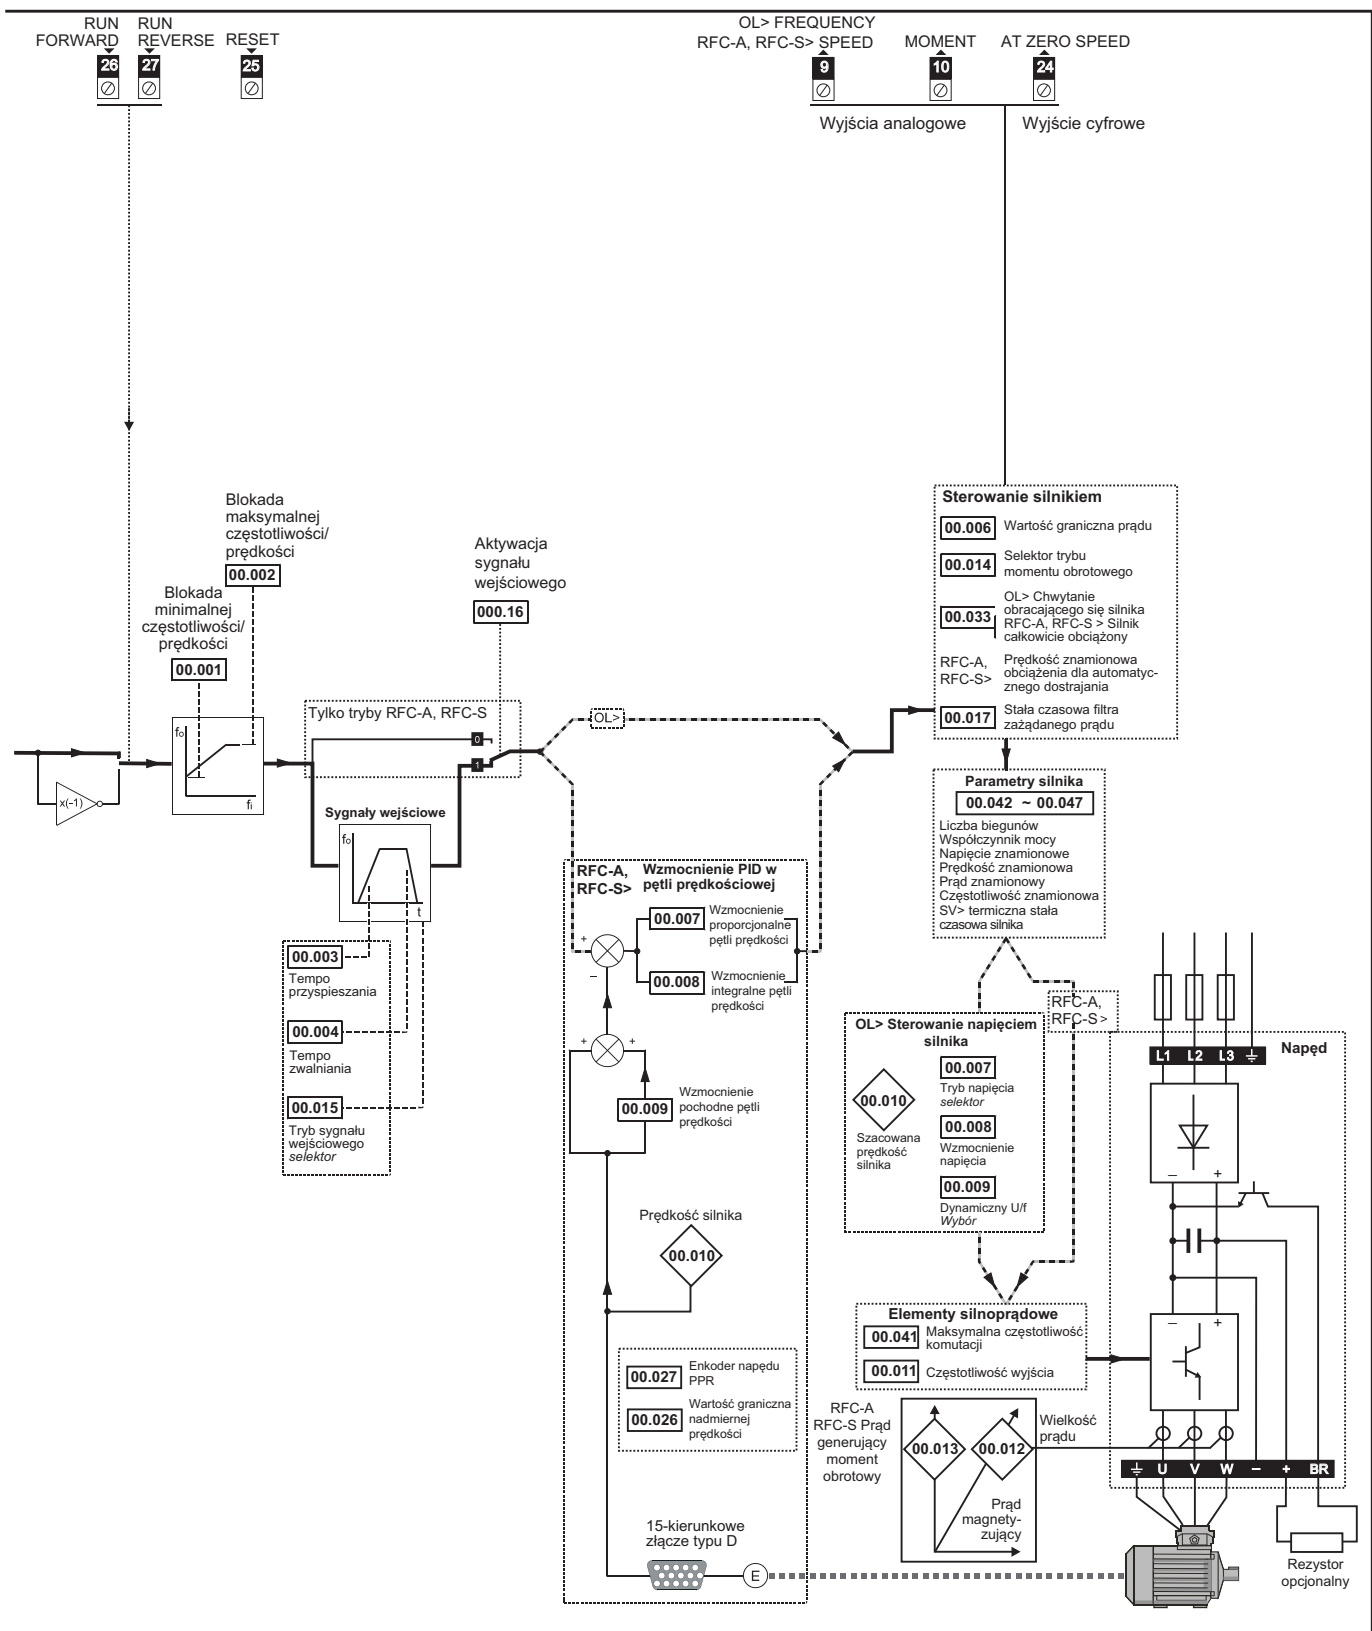 RUN
FORWARD
RUN
REVERSE
RESET
26
27
25
OL> FREQUENCY
RFC-A, RFC-S> SPEED
MOMENT
AT ZERO SPEED
9
10
24
Wyjścia analogowe
Wyjście cyfrowe
Blokada
maksymalnej
częstotliwości/
prędkości
00.002
Blokada
minimalnej
częstotliwości/
prędkości
00.001
Aktywacja
sygnału
wejściowego
000.16
Tylko tryby RFC-A, RFC-S
0
1
OL>
x(-1)
fo
fi
Sygnały wejściowe
fo
t
00.003
Tempo
przyspieszania
00.004
Tempo
zwalniania
00.015
Tryb sygnału
wejściowego
selektor
RFC-A,
RFC-S>
Wzmocnienie PID w
pętli prędkościowej
+
−
00.007
Wzmocnienie
proporcjonalne
pętli prędkości
00.008
Wzmocnienie
integralne pętli
prędkości
+
+
00.009
Wzmocnienie
pochodne pętli
prędkości
Prędkość silnika
00.010
00.027
Enkoder napędu
PPR
00.026
Wartość graniczna
nadmiernej
prędkości
15-kierunkowe
złącze typu D
E
Sterowanie silnikiem
00.006
Wartość graniczna prądu
00.014
Selektor trybu
momentu obrotowego
00.033
OL> Chwytanie
obracającego się silnika
RFC-A, RFC-S > Silnik
całkowicie obciążony
RFC-A,
RFC-S>
Prędkość znamionowa
obciążenia dla automatyc-
znego dostrajania
00.017
Stała czasowa filtra
zażądanego prądu
Parametry silnika
00.042 ~ 00.047
Liczba biegunów
Współczynnik mocy
Napięcie znamionowe
Prędkość znamionowa
Prąd znamionowy
Częstotliwość znamionowa
SV> termiczna stała
czasowa silnika
RFC-A,
RFC-S >
OL> Sterowanie napięciem
silnika
00.010
Szacowana
prędkość
silnika
00.007
Tryb napięcia
selektor
00.008
Wzmocnienie
napięcia
00.009
Dynamiczny U/f
Wybór
Elementy silnoprądowe
00.041
Maksymalna częstotliwość
komutacji
00.011
Częstotliwość wyjścia
RFC-A
RFC-S Prąd
generujący
moment
obrotowy
00.013
00.012
Wielkość
prądu
Prąd
magnety-
zujący
L1
L2
L3
Napęd
−
+
−
+
U
V
W
−
+
BR
Rezystor
opcjonalny